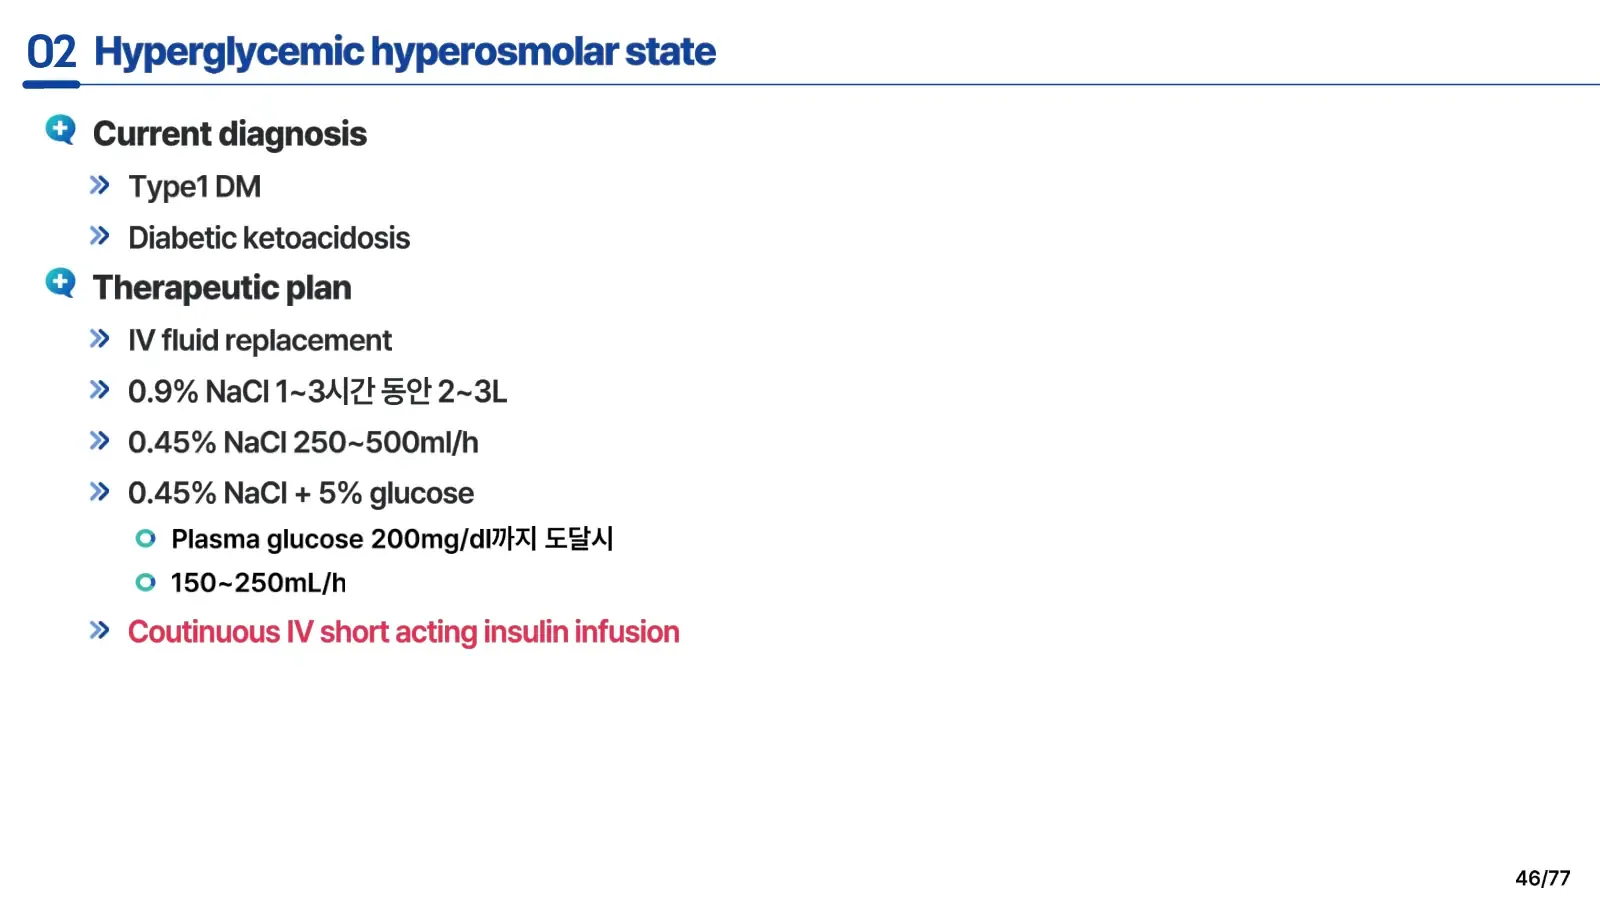 02 Hyperglycemic hyperosmolar state
Current diagnosis
Type1 DM
Diabetic ketoacidosis
Therapeutic plan
IV fluid replacement
0.9% NaCl 1~3시간 동안 2~3L
0.45% NaCl 250~500ml/h
0.45% NaCl + 5% glucose
Plasma glucose 200mg/dl까지 도달시
150~250mL/h
Coutinuous IV short acting insulin infusion
46/77